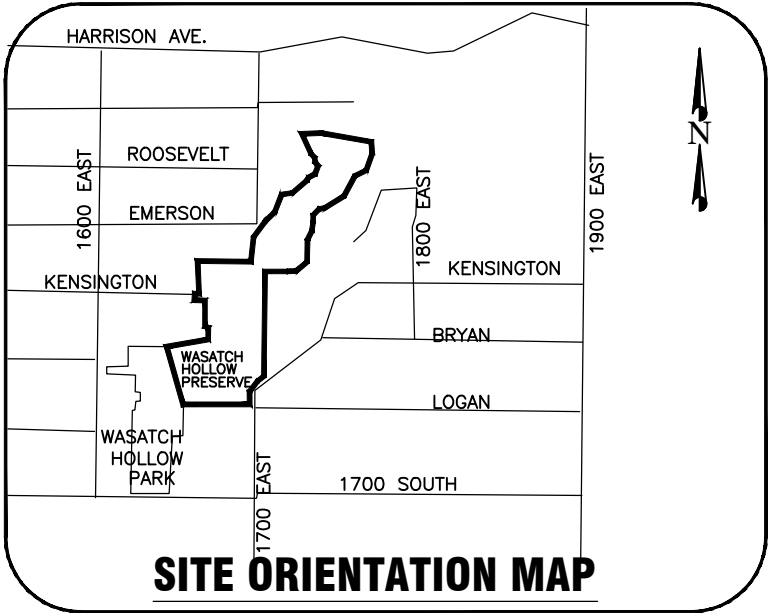 HARRISON AVE.
N
ROOSEVELT
1600 EAST
1800 EAST
1900 EAST
EMERSON
KENSINGTON
KENSINGTON
BRYAN
WASATCH
HOLLOW
PRESERVE
LOGAN
WASATCH
HOLLOW
PARK
1700 EAST
1700 SOUTH
SITE ORIENTATION MAP